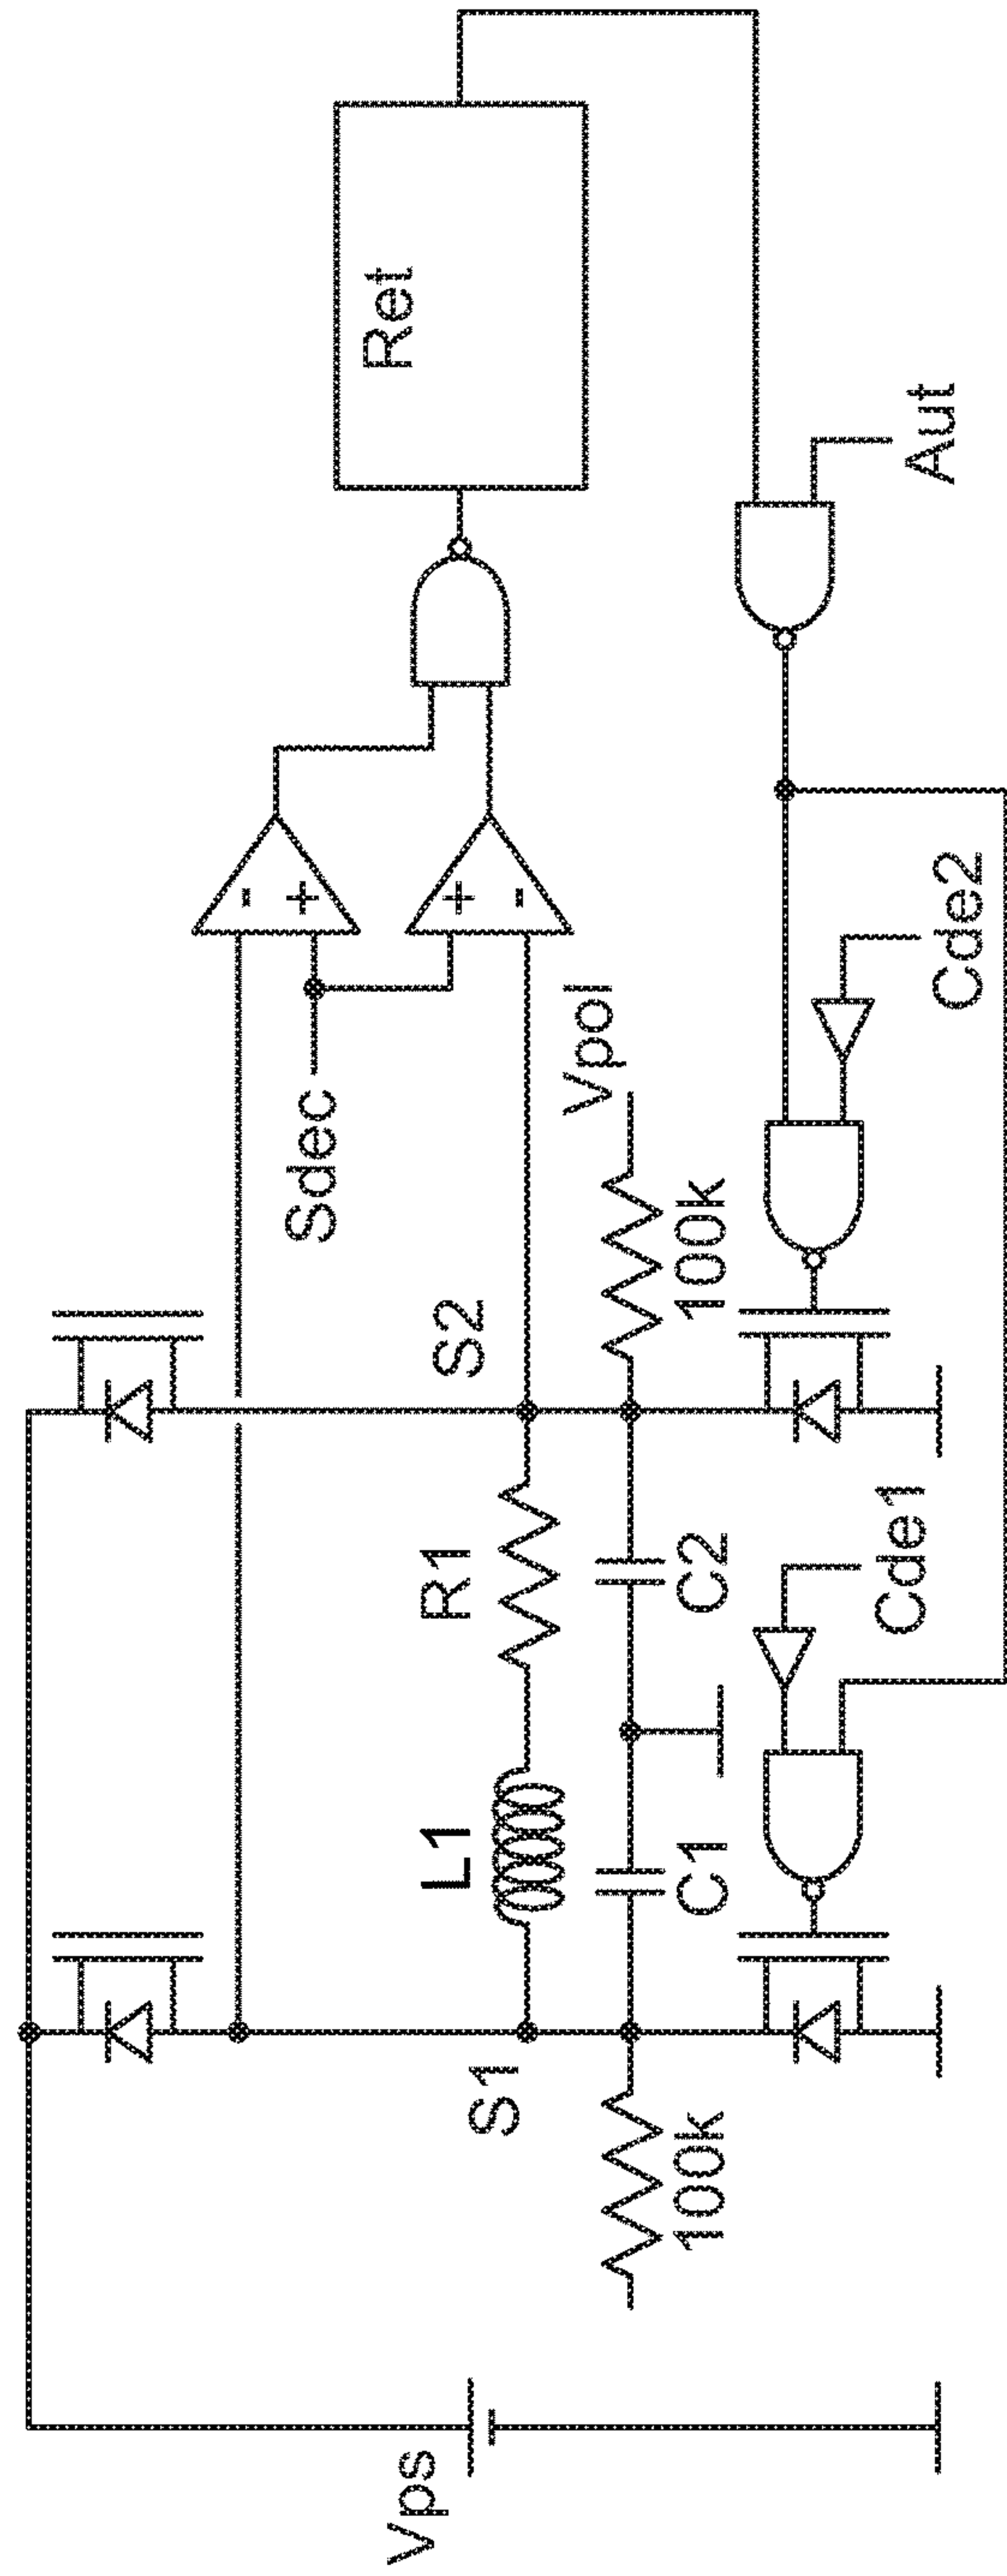 Vps
S1
100k
L1
C1
R1
C2
Cde1
S2
100k
Vpol
Sdec
-
+
+
-
Cde2
Ret
Aut